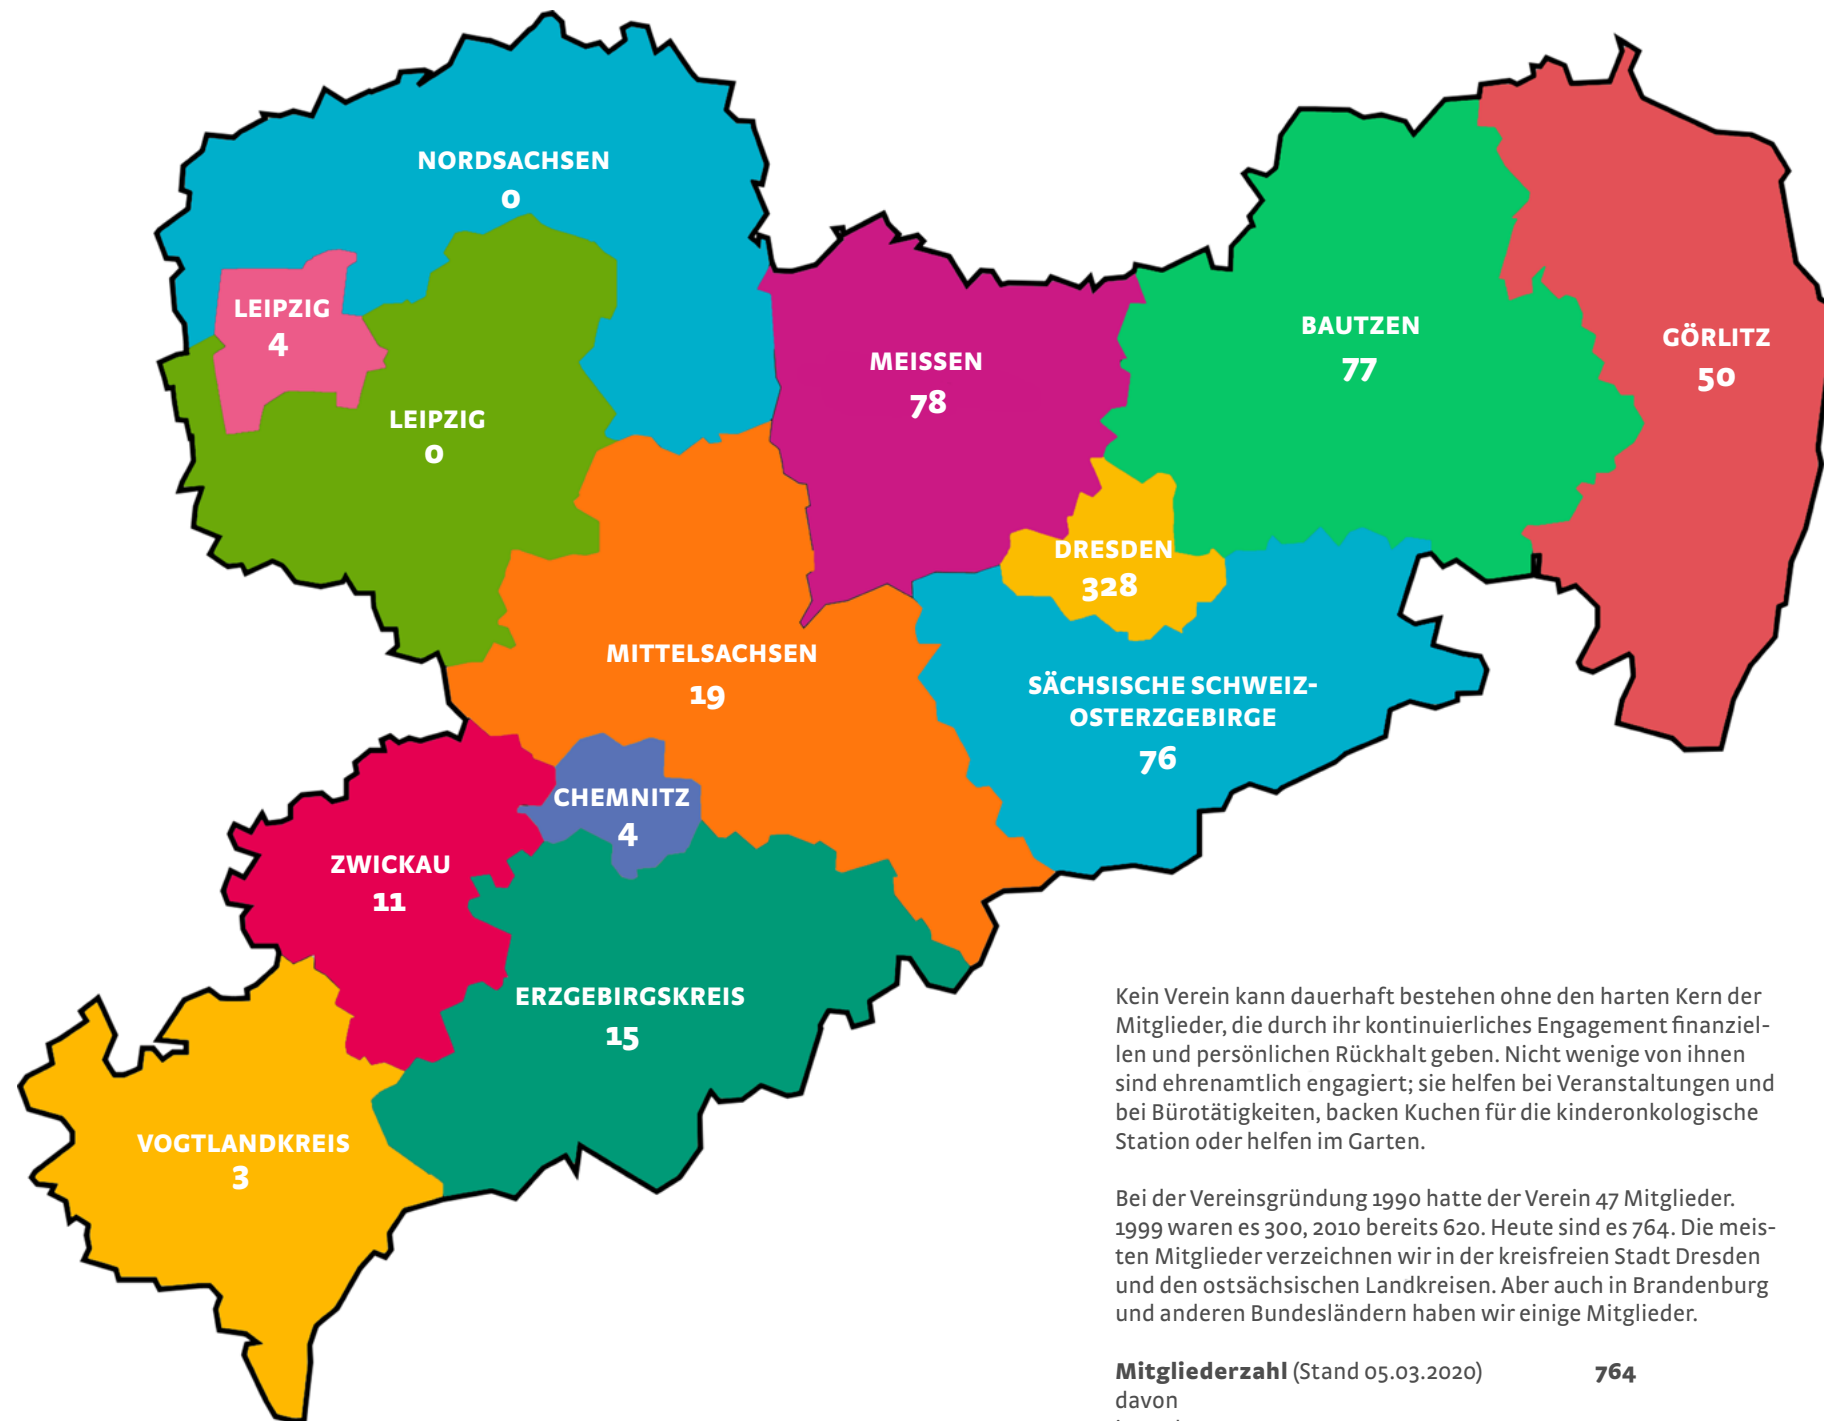 NORDSACHSEN
0
LEIPZIG
4
LEIPZIG
0
MEISSEN
78
BAUTZEN
77
GÖRLITZ
50
DRESDEN
328
MITTELSACHSEN
19
SÄCHSISCHE SCHWEIZ-
OSTERZGEBIRGE
76
CHEMNITZ
4
ZWICKAU
11
ERZGEBIRGSKREIS
15
VOGTLANDKREIS
3
Kein Verein kann dauerhaft bestehen ohne den harten Kern der
Mitglieder, die durch ihr kontinuierliches Engagement finanziel-
len und persönlichen Rückhalt geben. Nicht wenige von ihnen
sind ehrenamtlich engagiert; sie helfen bei Veranstaltungen und
bei Bürotätigkeiten, backen Kuchen für die kinderonkologische
Station oder helfen im Garten.
Bei der Vereinsgründung 1990 hatte der Verein 47 Mitglieder.
1999 waren es 300, 2010 bereits 620. Heute sind es 764. Die meis-
ten Mitglieder verzeichnen wir in der kreisfreien Stadt Dresden
und den ostsächsischen Landkreisen. Aber auch in Brandenburg
und anderen Bundesländern haben wir einige Mitglieder.
Mitgliederzahl (Stand 05.03.2020) 764
davon